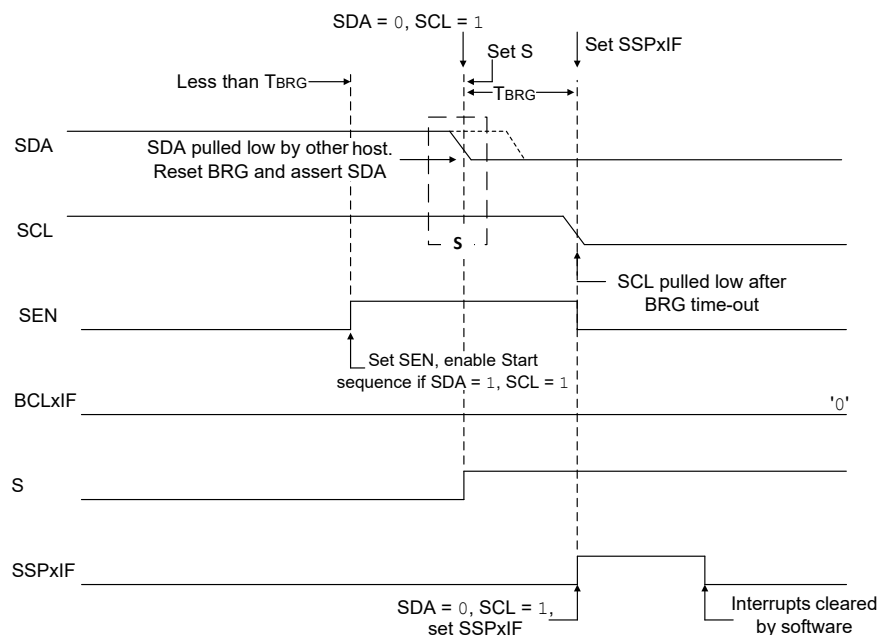 SDA = 0, SCL = 1
Set S
Set SSPxIF
Less than TBRG
TBRG
SDA
SDA pulled low by other host.
Reset BRG and assert SDA
SCL
S
SCL pulled low after
BRG time-out
SEN
Set SEN, enable Start
sequence if SDA = 1, SCL = 1
BCLxIF
'0'
S
SSPxIF
SDA = 0, SCL = 1,
set SSPxIF
Interrupts cleared
by software